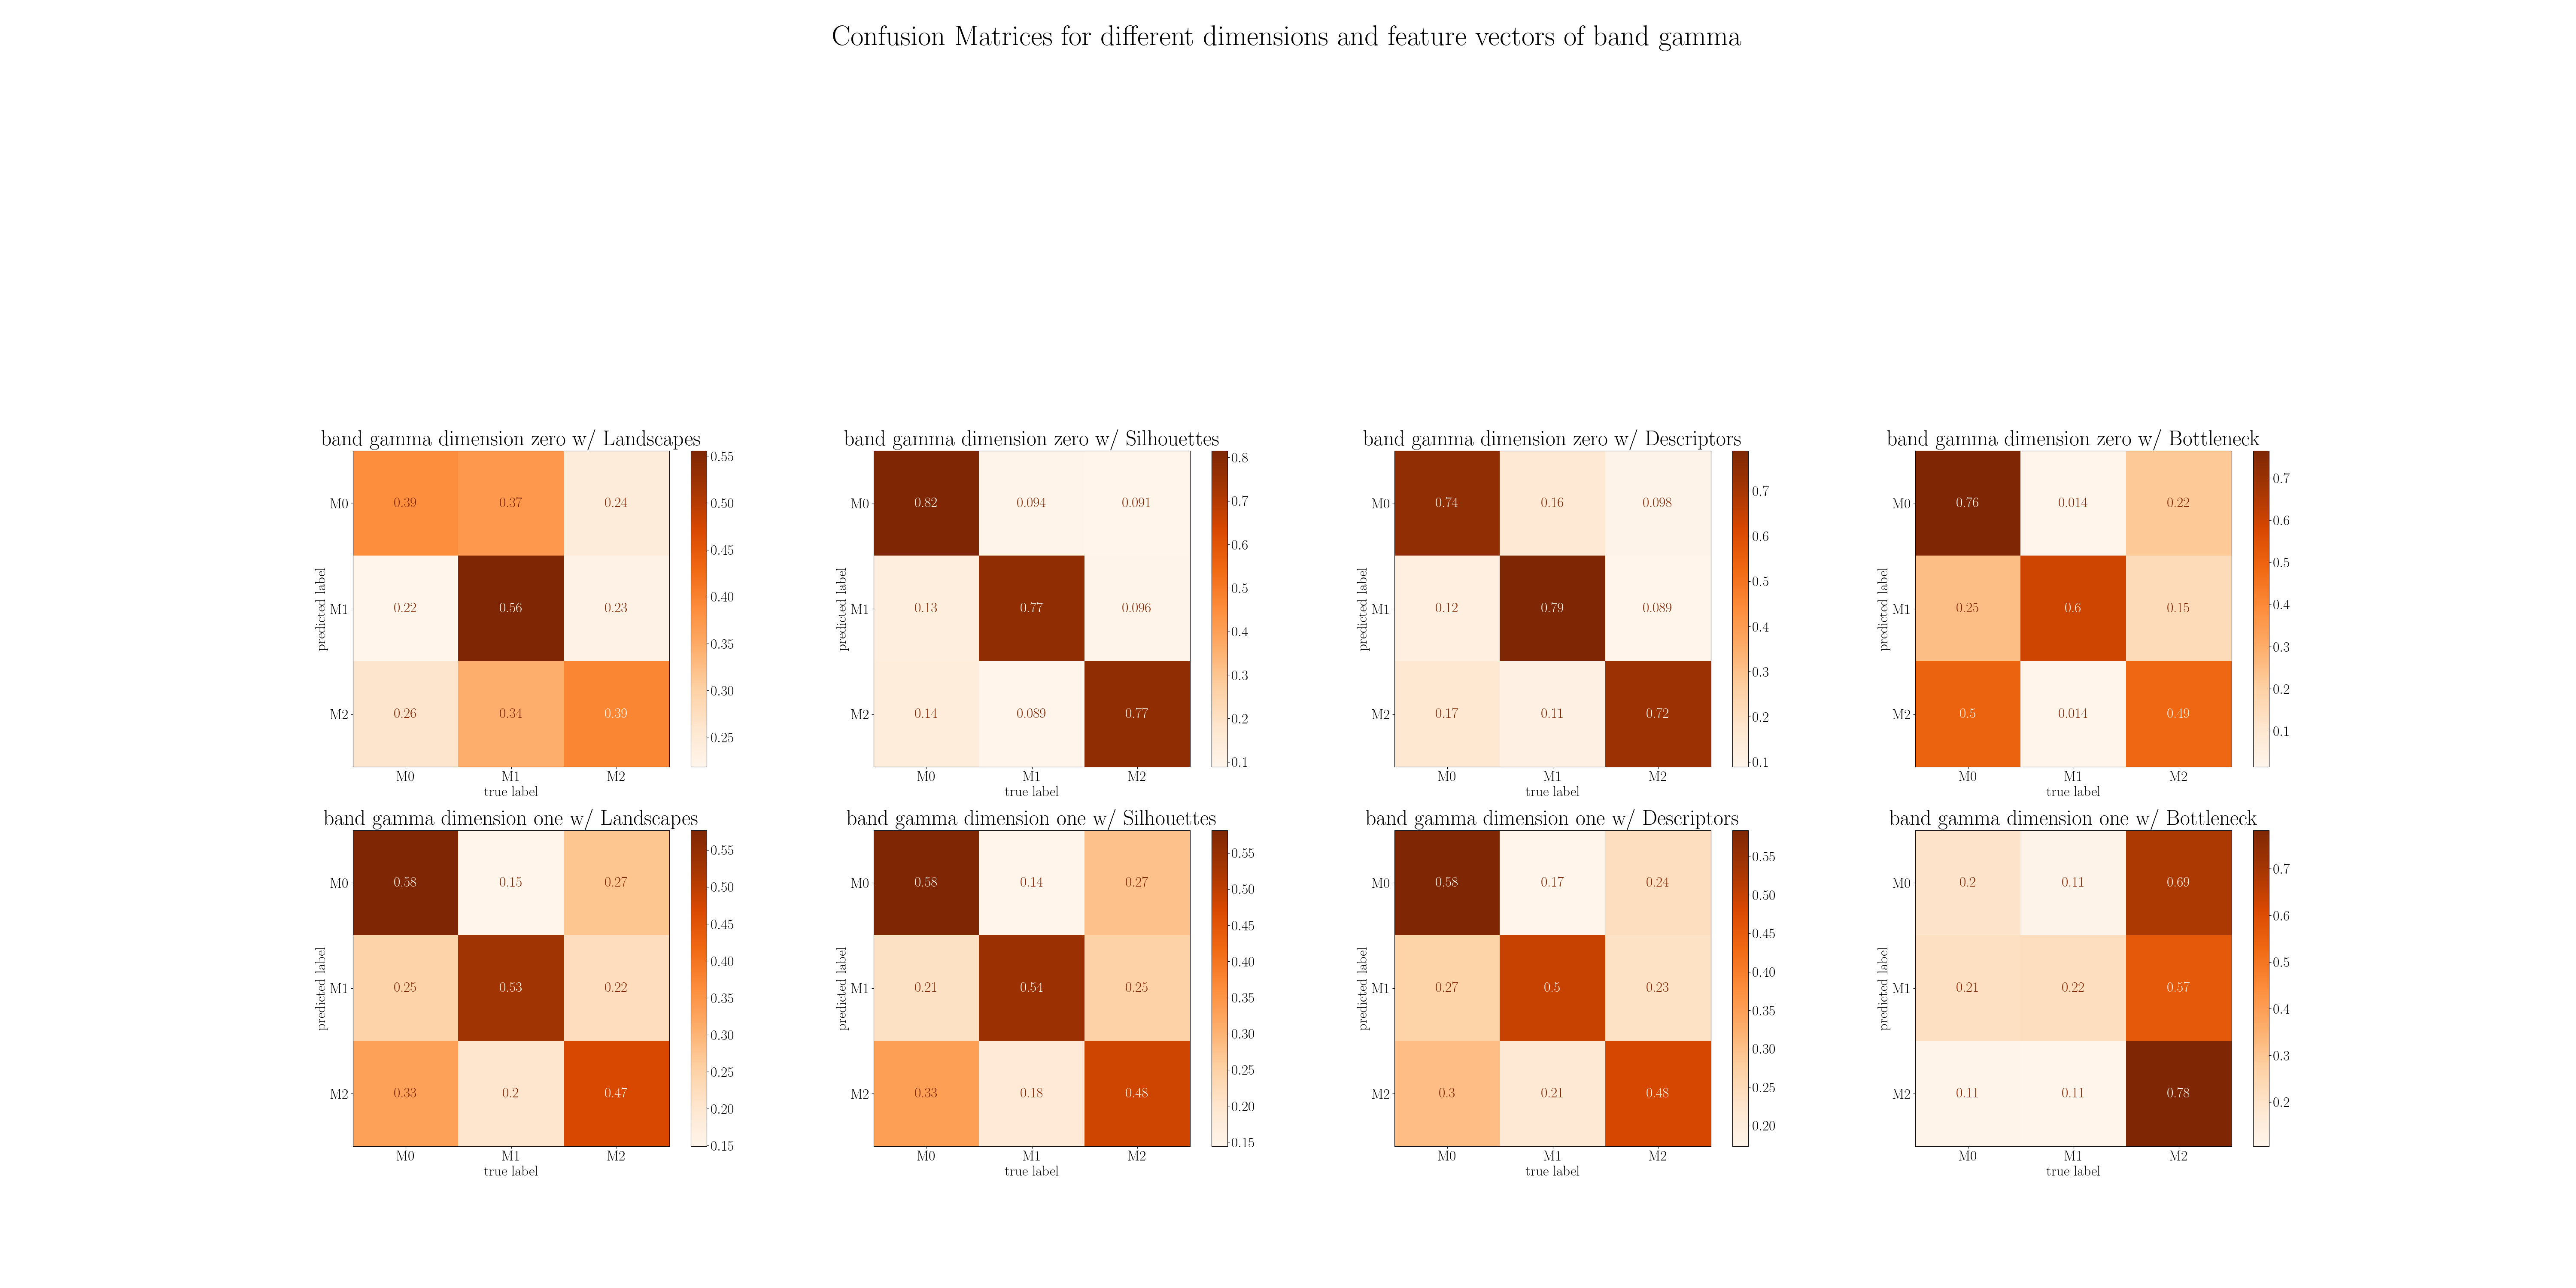 Confusion Matrices for different dimensions and feature vectors of band gamma
band gamma dimension zero w/ Landscapes
M0 0.39 0.37 0.24
M1 0.22 0.56 0.23
M2 0.26 0.34 0.39
M0 M1 M2
predicted label
true label
0.55
0.50
0.45
0.40
0.35
0.30
0.25
band gamma dimension zero w/ Silhouettes
M0 0.82 0.094 0.091
M1 0.13 0.77 0.096
M2 0.14 0.089 0.77
M0 M1 M2
predicted label
true label
0.8
0.7
0.6
0.5
0.4
0.3
0.2
0.1
band gamma dimension zero w/ Descriptors
M0 0.74 0.16 0.098
M1 0.12 0.79 0.089
M2 0.17 0.11 0.72
M0 M1 M2
predicted label
true label
0.7
0.6
0.5
0.4
0.3
0.2
0.1
band gamma dimension zero w/ Bottleneck
M0 0.76 0.014 0.22
M1 0.25 0.6 0.15
M2 0.5 0.014 0.49
M0 M1 M2
predicted label
true label
0.7
0.6
0.5
0.4
0.3
0.2
0.1
band gamma dimension one w/ Landscapes
M0 0.58 0.15 0.27
M1 0.25 0.53 0.22
M2 0.33 0.2 0.47
M0 M1 M2
predicted label
true label
0.55
0.50
0.45
0.40
0.35
0.30
0.25
0.20
0.15
band gamma dimension one w/ Silhouettes
M0 0.58 0.14 0.27
M1 0.21 0.54 0.25
M2 0.33 0.18 0.48
M0 M1 M2
predicted label
true label
0.55
0.50
0.45
0.40
0.35
0.30
0.25
0.20
0.15
band gamma dimension one w/ Descriptors
M0 0.58 0.17 0.24
M1 0.27 0.5 0.23
M2 0.3 0.21 0.48
M0 M1 M2
predicted label
true label
0.55
0.50
0.45
0.40
0.35
0.30
0.25
0.20
band gamma dimension one w/ Bottleneck
M0 0.2 0.11 0.69
M1 0.21 0.22 0.57
M2 0.11 0.11 0.78
M0 M1 M2
predicted label
true label
0.7
0.6
0.5
0.4
0.3
0.2